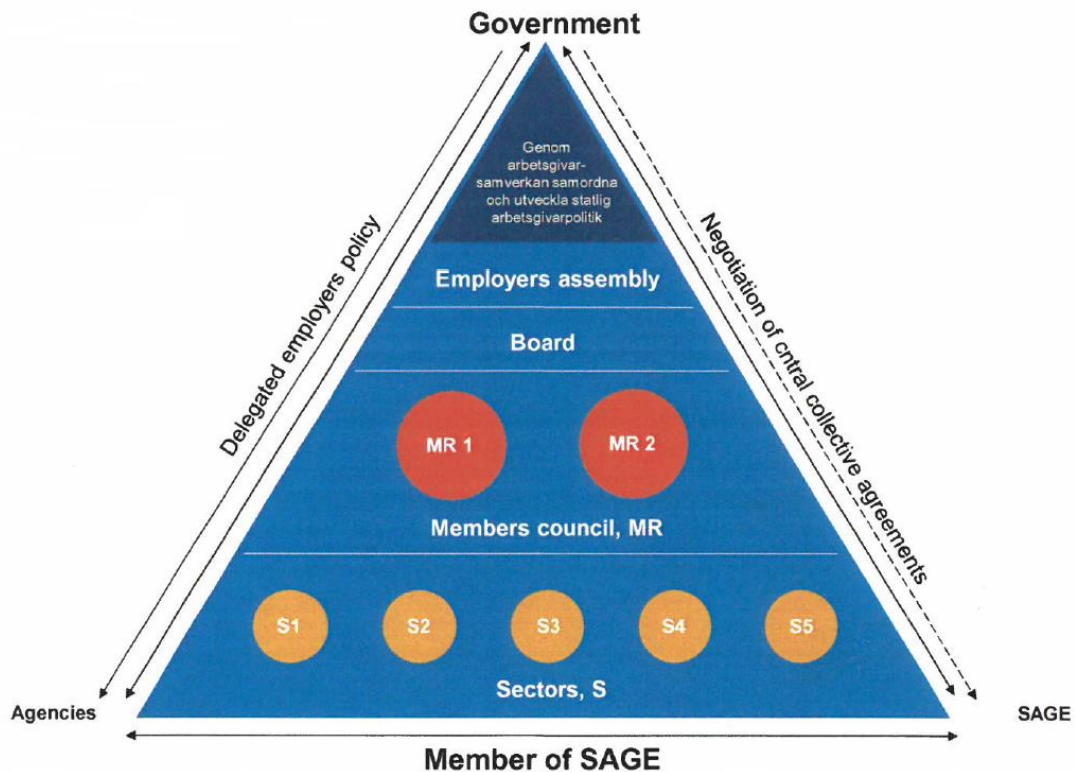 Government
Genom
arbetsgivar-
samverkan samordna
och utveckla statlig
arbetsgivarpolitik
Delegated employers policy
Negotiation of cntral collective agreements
Employers assembly
Board
MR 1
MR 2
Members council, MR
S1
S2
S3
S4
S5
Sectors, S
Agencies
SAGE
Member of SAGE